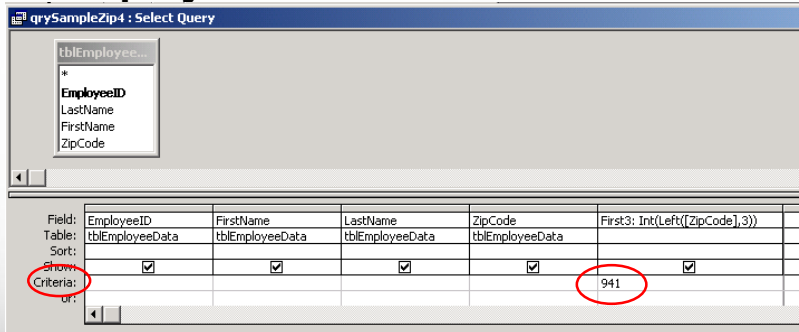 qrySampleZip4 : Select Query
tblEmployee...
*
EmployeeID
LastName
FirstName
ZipCode
Field: EmployeeID FirstName LastName ZipCode First3: Int(Left([ZipCode],3))
Table: tblEmployeeData tblEmployeeData tblEmployeeData tblEmployeeData
Sort:
Show:
Criteria: 941
or: